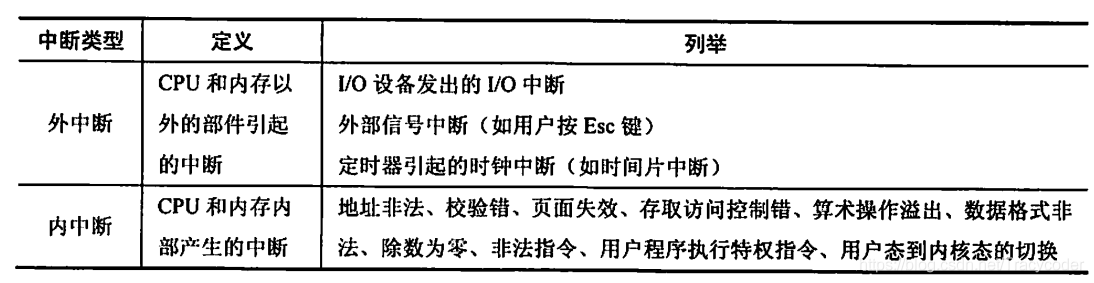 中断类型 定义 列举
外中断
CPU 和内存以
外的部件引起
的中断
I/O 设备发出的 I/O 中断
外部信号中断（如用户按 Esc 键）
定时器引起的时钟中断（如时间片中断）
内中断
CPU 和内存内
部产生的中断
地址非法、校验错、页面失效、存取访问控制错、算术操作溢出、数据格式非
法、除数为零、非法指令、用户程序执行特权指令、用户态到内核态的切换
https://blog.csdn.net/Tracycoder